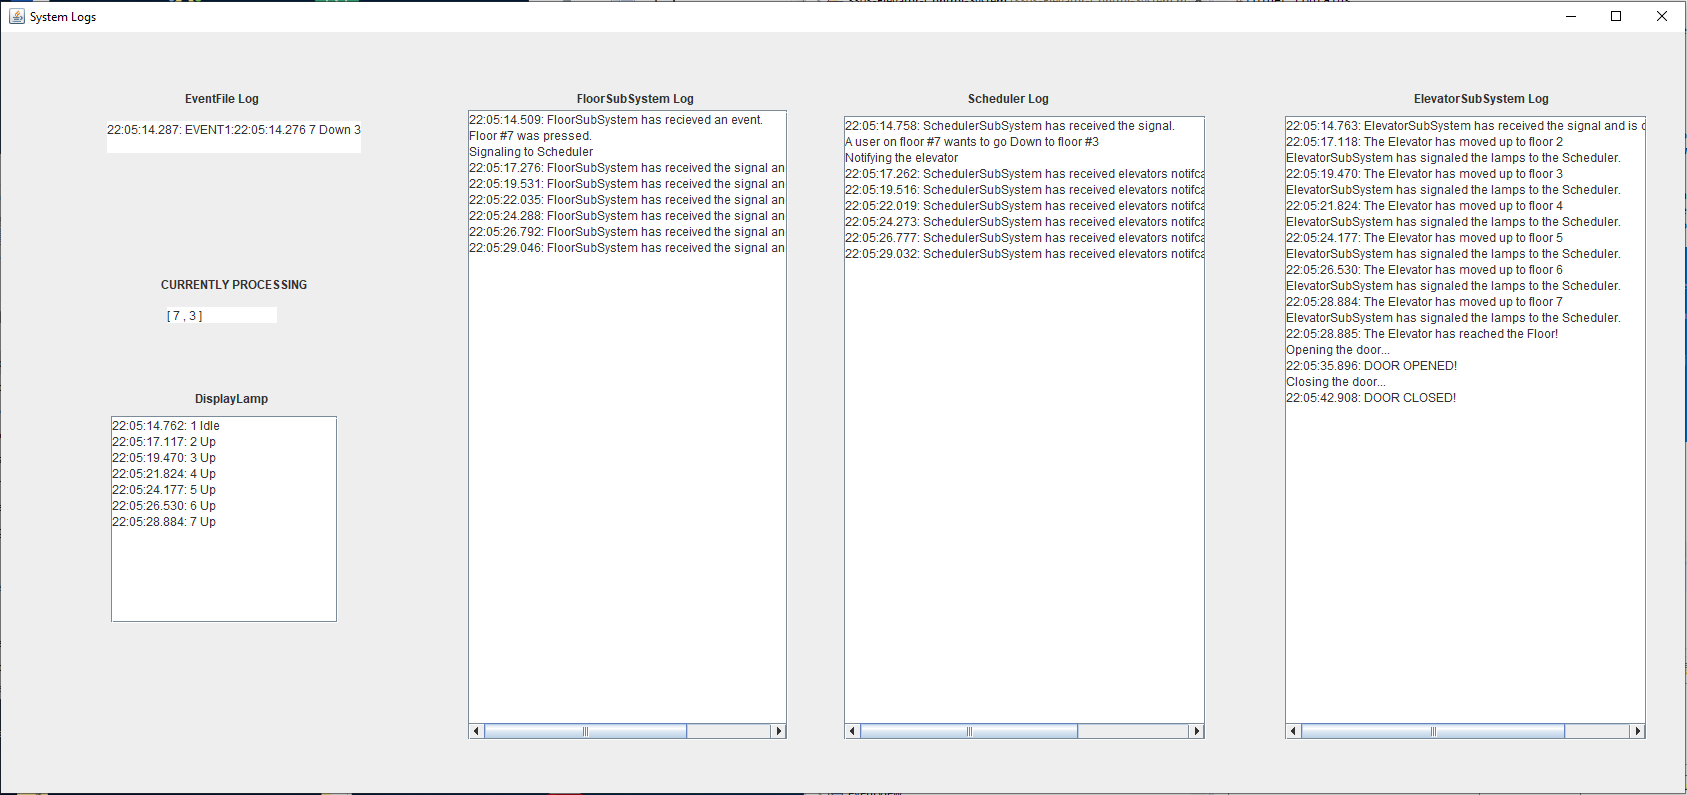 System Logs
EventFile Log
22:05:14.287: EVENT1:22:05:14.276 7 Down 3
CURRENTLY PROCESSING
[ 7 , 3 ]
DisplayLamp
22:05:14.762: 1 Idle
22:05:17.117: 2 Up
22:05:19.470: 3 Up
22:05:21.824: 4 Up
22:05:24.177: 5 Up
22:05:26.530: 6 Up
22:05:28.884: 7 Up
FloorSubSystem Log
22:05:14.509: FloorSubSystem has recieved an event.
Floor #7 was pressed.
Signaling to Scheduler
22:05:17.276: FloorSubSystem has received the signal an
22:05:19.531: FloorSubSystem has received the signal an
22:05:22.035: FloorSubSystem has received the signal an
22:05:24.288: FloorSubSystem has received the signal an
22:05:26.792: FloorSubSystem has received the signal an
22:05:29.046: FloorSubSystem has received the signal an
Scheduler Log
22:05:14.758: SchedulerSubSystem has received the signal.
A user on floor #7 wants to go Down to floor #3
Notifying the elevator
22:05:17.262: SchedulerSubSystem has received elevators notifca
22:05:19.516: SchedulerSubSystem has received elevators notifca
22:05:22.019: SchedulerSubSystem has received elevators notifca
22:05:24.273: SchedulerSubSystem has received elevators notifca
22:05:26.777: SchedulerSubSystem has received elevators notifca
22:05:29.032: SchedulerSubSystem has received elevators notifca
ElevatorSubSystem Log
22:05:14.763: ElevatorSubSystem has received the signal and is
22:05:17.118: The Elevator has moved up to floor 2
ElevatorSubSystem has signaled the lamps to the Scheduler.
22:05:19.470: The Elevator has moved up to floor 3
ElevatorSubSystem has signaled the lamps to the Scheduler.
22:05:21.824: The Elevator has moved up to floor 4
ElevatorSubSystem has signaled the lamps to the Scheduler.
22:05:24.177: The Elevator has moved up to floor 5
ElevatorSubSystem has signaled the lamps to the Scheduler.
22:05:26.530: The Elevator has moved up to floor 6
ElevatorSubSystem has signaled the lamps to the Scheduler.
22:05:28.884: The Elevator has moved up to floor 7
ElevatorSubSystem has signaled the lamps to the Scheduler.
22:05:28.885: The Elevator has reached the Floor!
Opening the door...
22:05:35.896: DOOR OPENED!
Closing the door...
22:05:42.908: DOOR CLOSED!